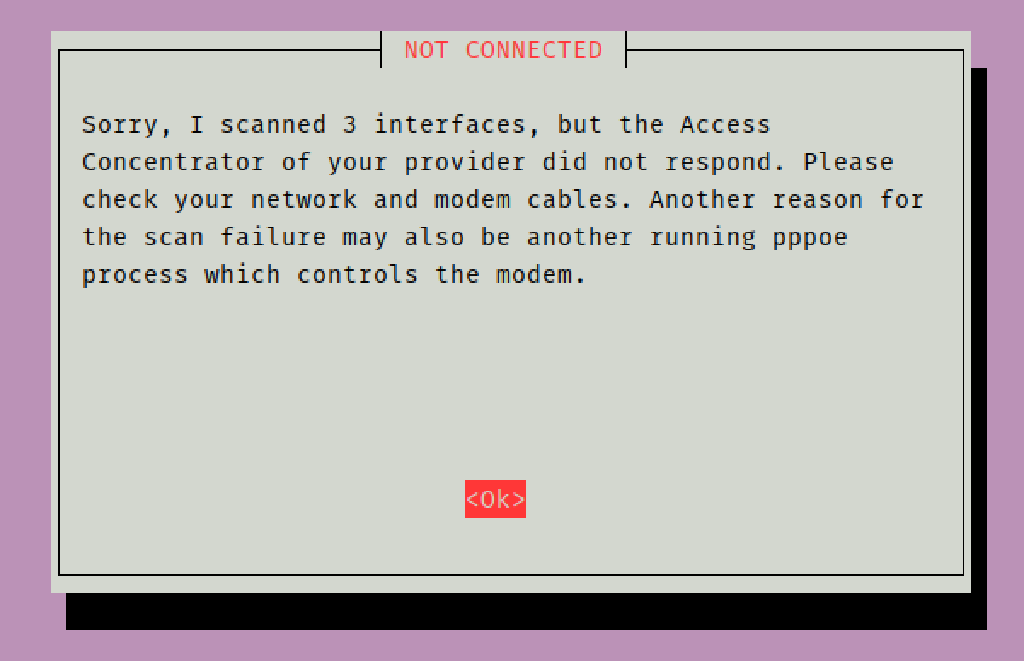 NOT CONNECTED
Sorry, I scanned 3 interfaces, but the Access
Concentrator of your provider did not respond. Please
check your network and modem cables. Another reason for
the scan failure may also be another running pppoe
process which controls the modem.
<Ok>